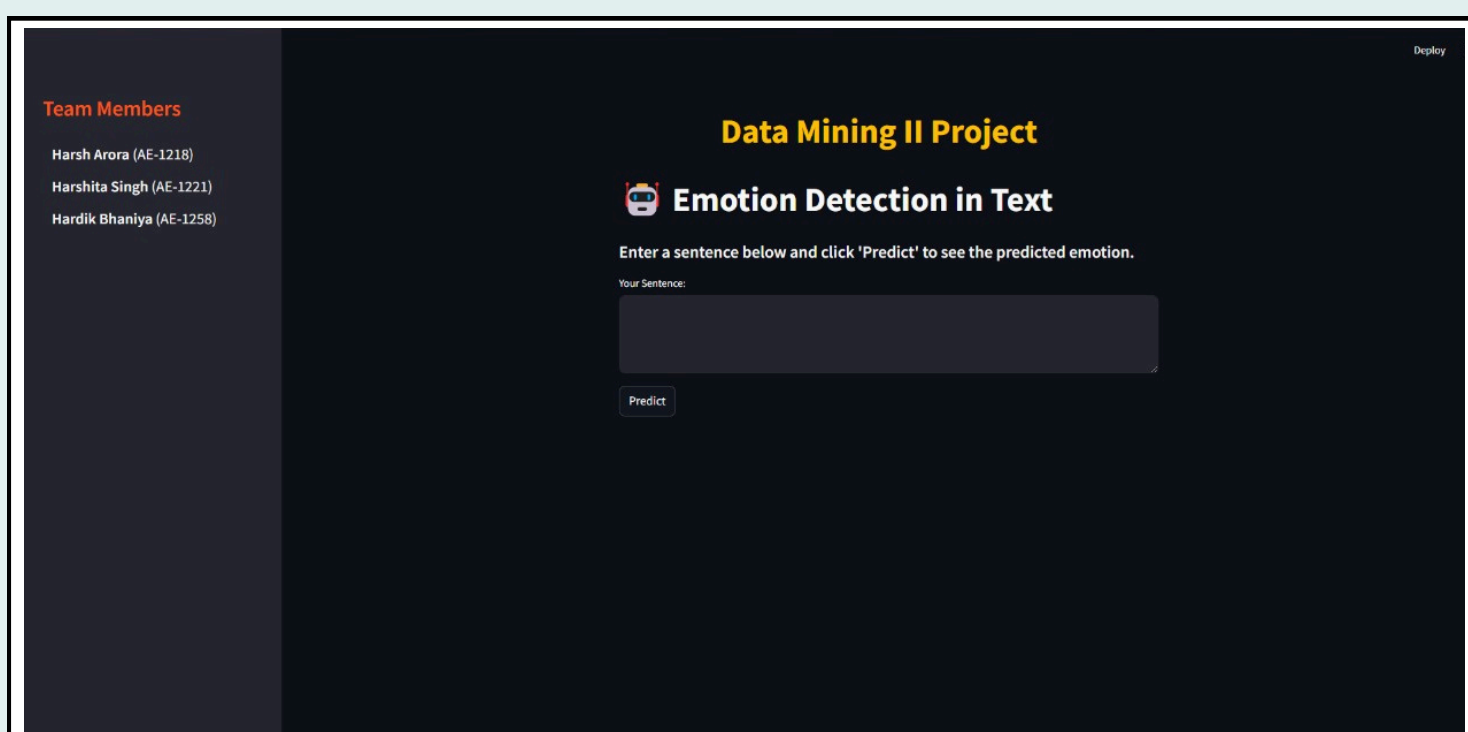 Deploy
Team Members
Harsh Arora (AE-1218)
Harshita Singh (AE-1221)
Hardik Bhaniya (AE-1258)
Data Mining II Project
Emotion Detection in Text
Enter a sentence below and click 'Predict' to see the predicted emotion.
Your Sentence:
Predict